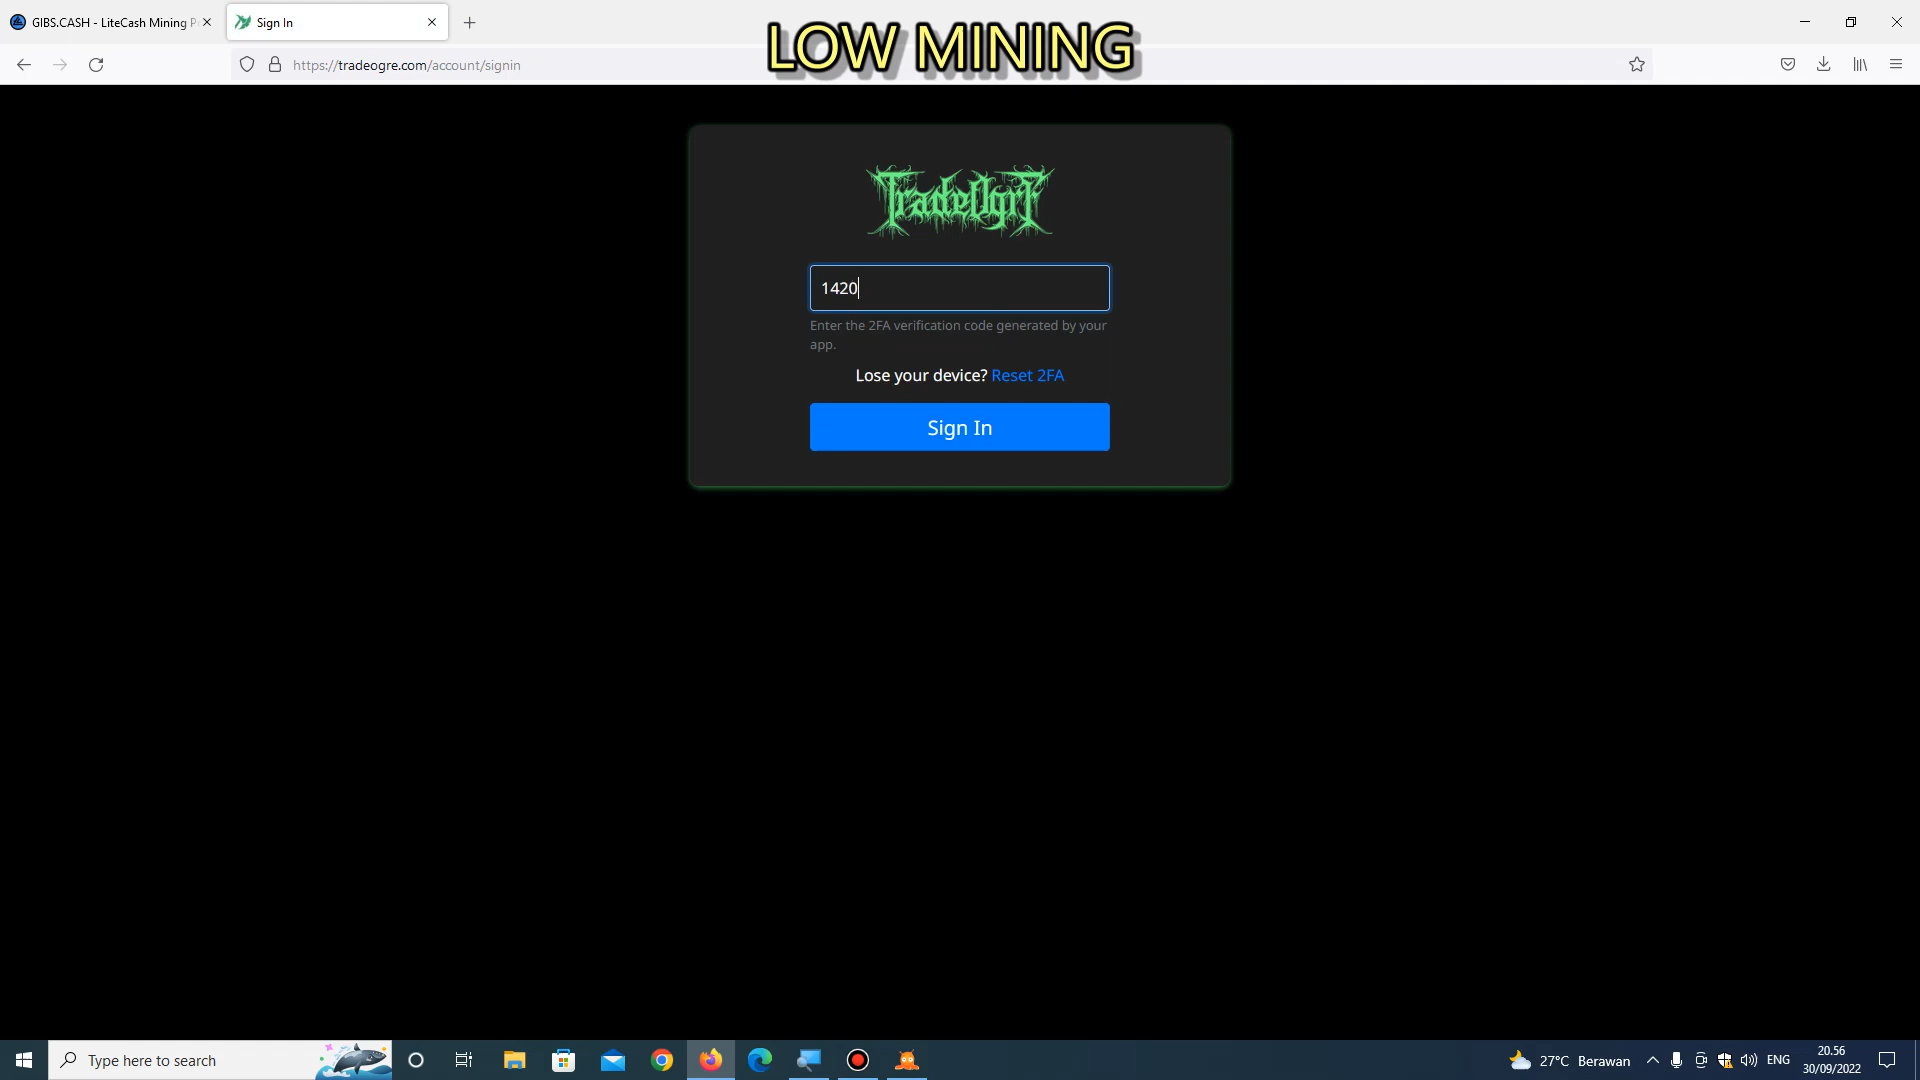 GIBS.CASH - LiteCash Mining P
Sign In
LOW MINING
https://tradeogre.com/account/signin
TradeOgre
1420
Enter the 2FA verification code generated by your
app.
Lose your device? Reset 2FA
Sign In
Type here to search
27°C Berawan
ENG
20.56
30/09/2022